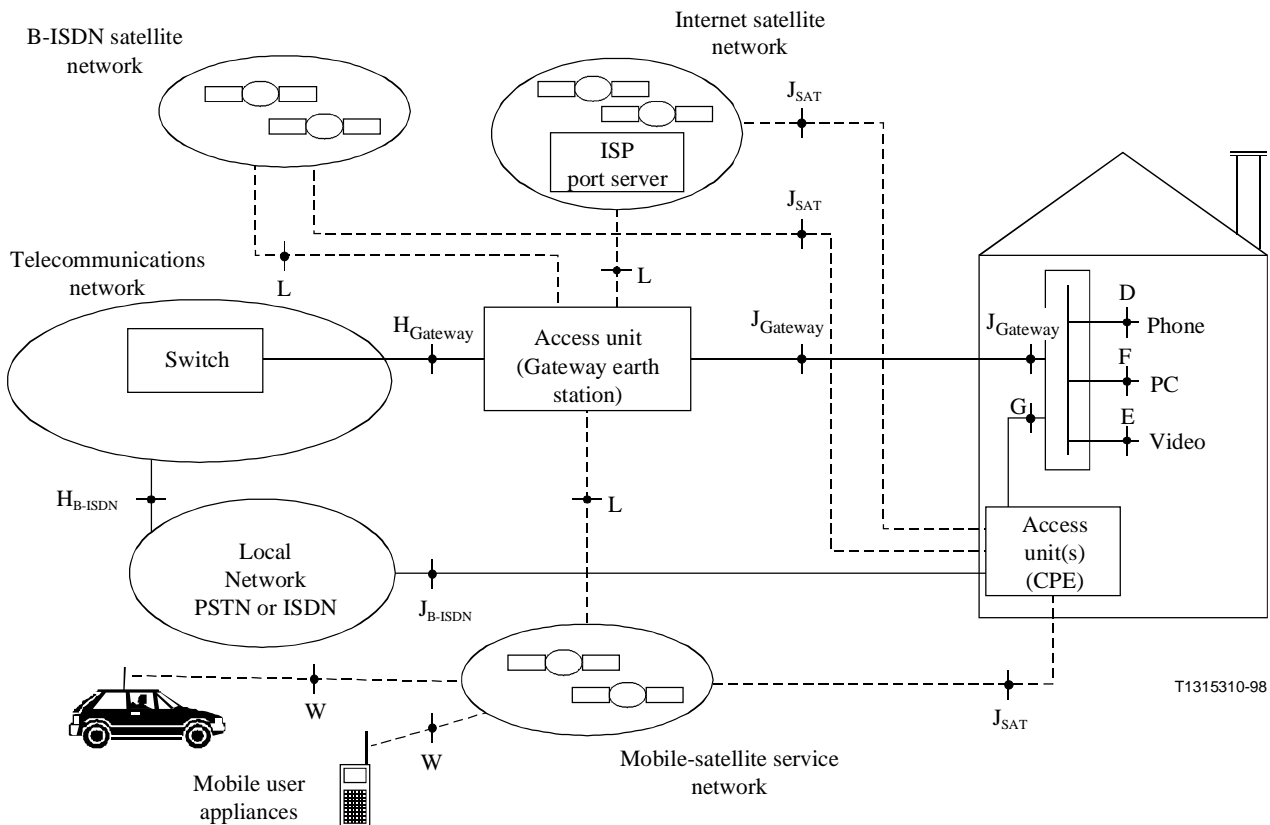 Internet satellite
network
B-ISDN satellite
network
J_SAT
ISP
port server
J_SAT
Telecommunications
network
L
L
D
H_Gateway
J_Gateway
J_Gateway
Phone
Switch
Access unit
(Gateway earth
station)
F
PC
G
E
Video
H_B-ISDN
L
Access
unit(s)
(CPE)
Local
Network
PSTN or ISDN
J_B-ISDN
W
T1315310-98
J_SAT
W
Mobile-satellite service
network
Mobile user
appliances